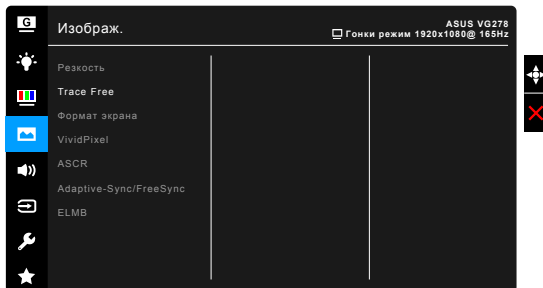 G
Изображ.
ASUS VG278
Гонки режим 1920x1080@ 165Hz
Резкость
Trace Free
Формат экрана
VividPixel
ASCR
Adaptive-Sync/FreeSync
ELMB